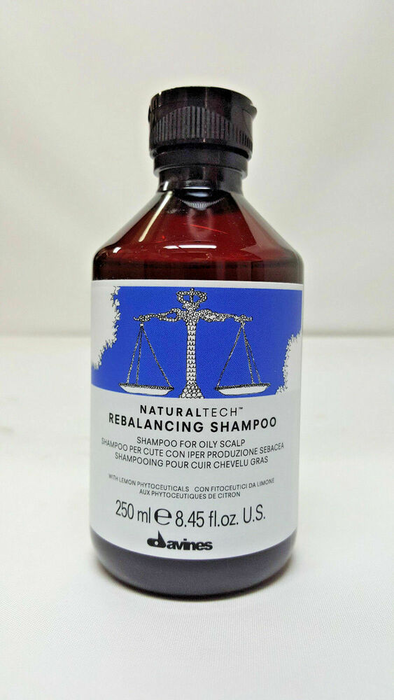 NATURALTECH™
REBALANCING SHAMPOO
SHAMPOO FOR OILY SCALP
SHAMPOO PER CUTE CON IPER PRODUZIONE SEBACEA
SHAMPOOING POUR CUIR CHEVELU GRAS
WITH LEMON PHYTOCEUTICALS CON FITOCEUTICI DA LIMONE
AUX PHYTOCEUTIQUES DE CITRON
250 ml ℮ 8.45 fl.oz. U.S.
davines